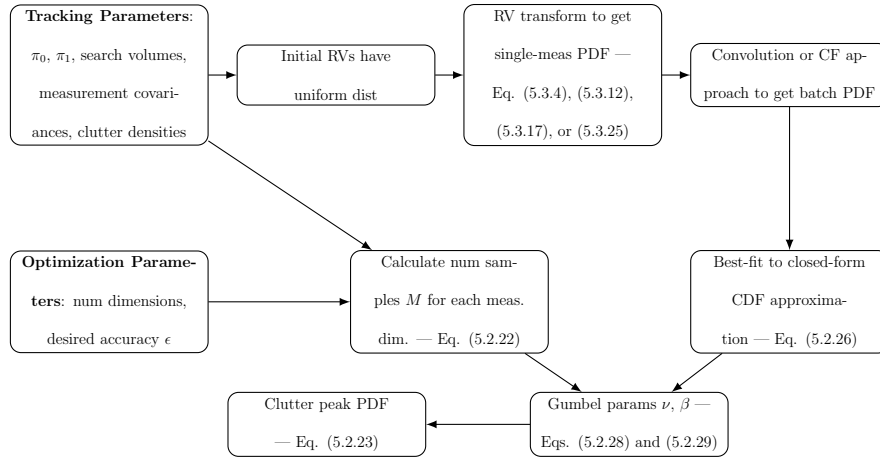 Tracking Parameters:
π₀, π₁, search volumes,
measurement covari-
ances, clutter densities
Initial RVs have
uniform dist
RV transform to get
single-meas PDF —
Eq. (5.3.4), (5.3.12),
(5.3.17), or (5.3.25)
Convolution or CF ap-
proach to get batch PDF
Optimization Parame-
ters: num dimensions,
desired accuracy ϵ
Calculate num sam-
ples M for each meas.
dim. — Eq. (5.2.22)
Best-fit to closed-form
CDF approxima-
tion — Eq. (5.2.26)
Clutter peak PDF
— Eq. (5.2.23)
Gumbel params ν, β —
Eqs. (5.2.28) and (5.2.29)